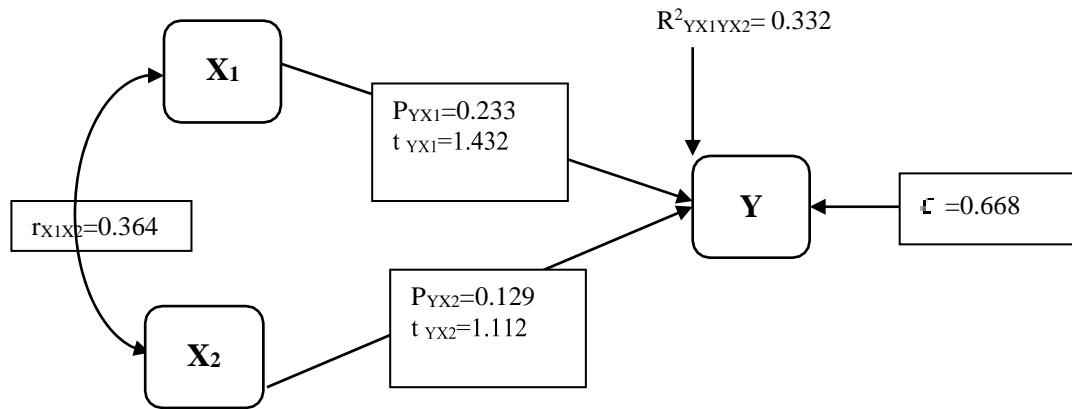 R²YX1YX2= 0.332
X1
PYX1=0.233
t YX1=1.432
Y
=0.668
rX1X2=0.364
PYX2=0.129
t YX2=1.112
X2